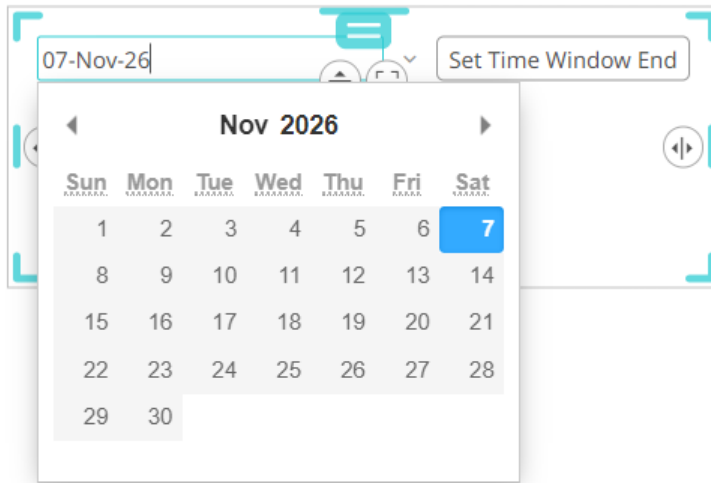 07-Nov-26 Set Time Window End
Nov 2026
Sun Mon Tue Wed Thu Fri Sat
1 2 3 4 5 6 7
8 9 10 11 12 13 14
15 16 17 18 19 20 21
22 23 24 25 26 27 28
29 30